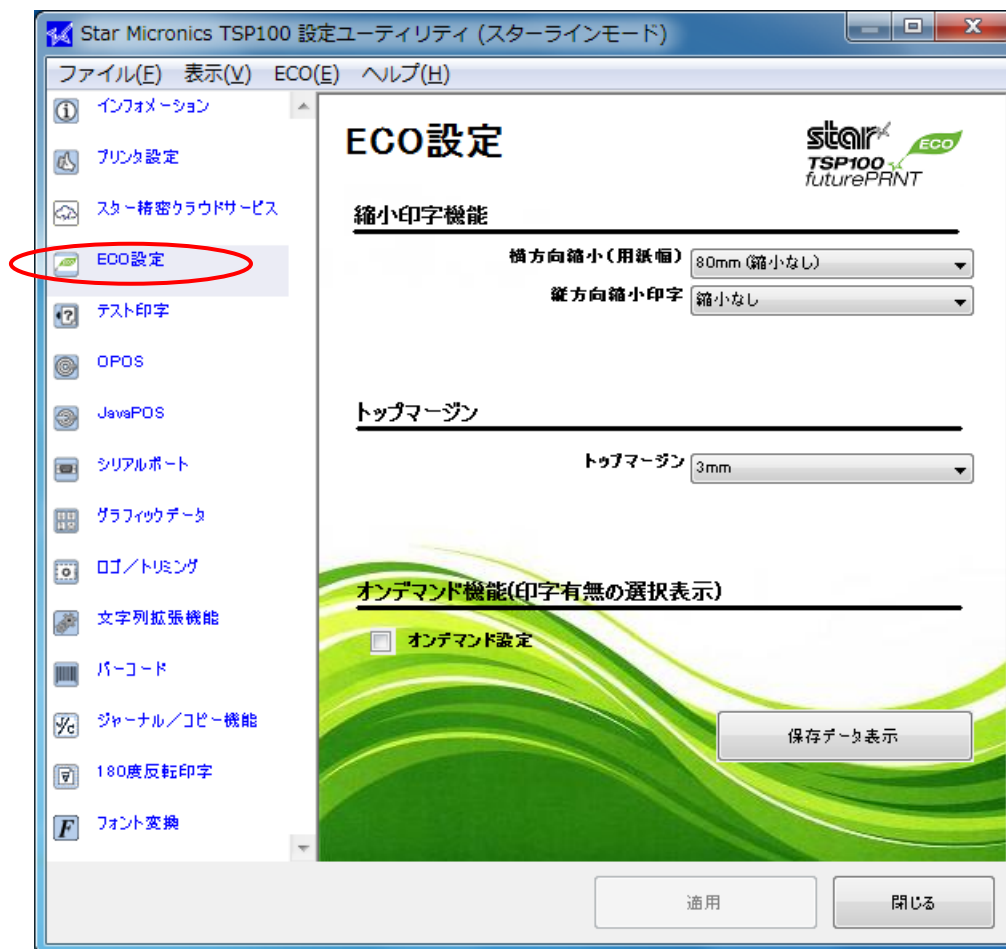 Star Micronics TSP100 設定ユーティリティ (スターラインモード)
ファイル(F) 表示(V) ECO(E) ヘルプ(H)
インフォメーション
プリンタ設定
スター精密クラウドサービス
ECO設定
テスト印字
OPOS
JavaPOS
シリアルポート
グラフィックデータ
ロゴ/トリミング
文字列拡張機能
バーコード
ジャーナル/コピー機能
180度反転印字
フォント変換
ECO設定
star
ECO
TSP100
futurePRNT
縮小印字機能
横方向縮小(用紙幅) 80mm (縮小なし)
縦方向縮小印字 縮小なし
トップマージン
トップマージン 3mm
オンデマンド機能(印字有無の選択表示)
オンデマンド設定
保存データ表示
適用 閉じる